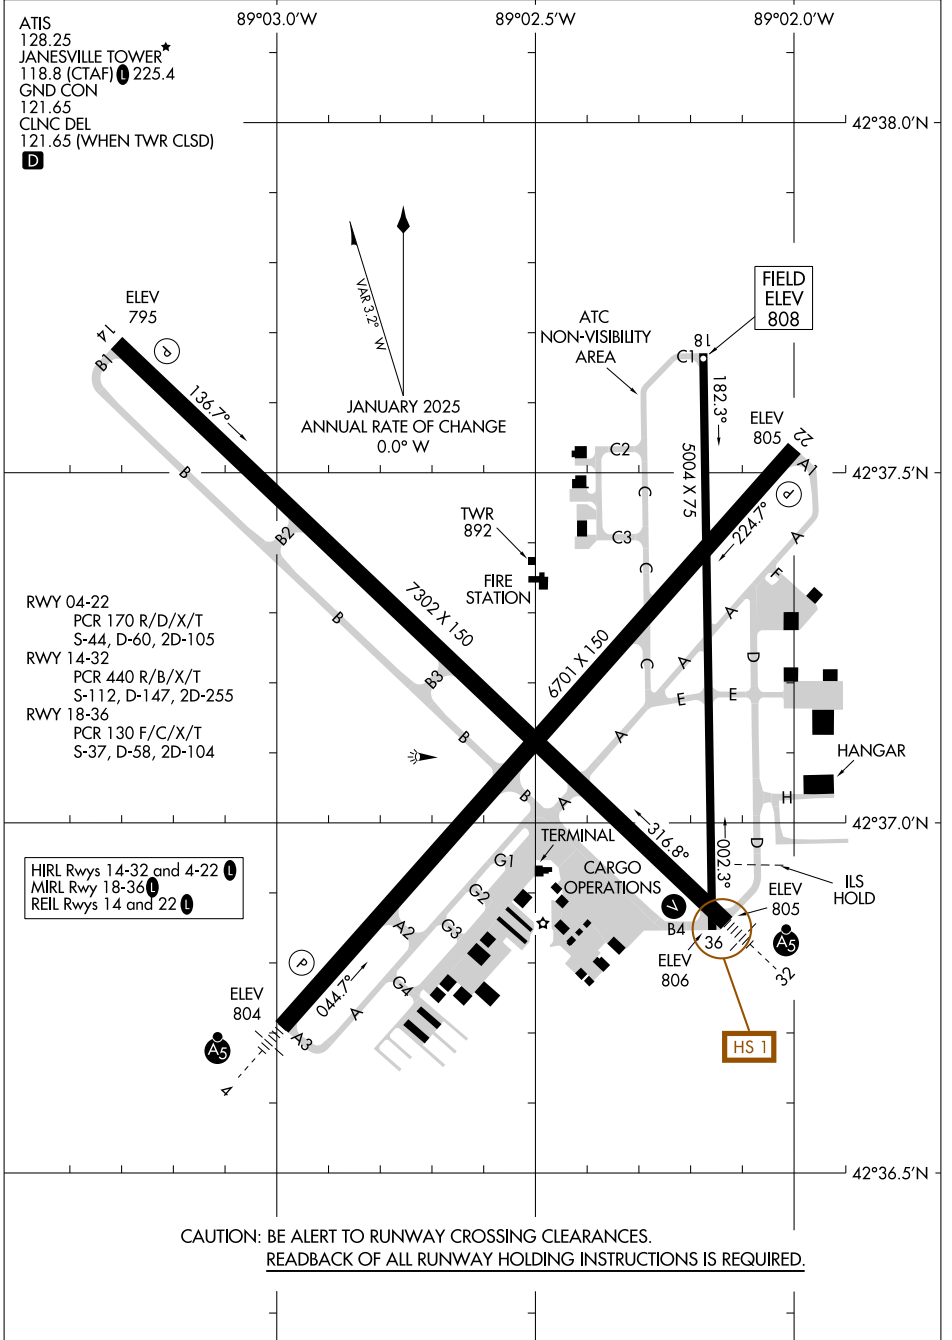 89°03.0'W
89°02.5'W
89°02.0'W
ATIS
128.25
JANESVILLE TOWER★
118.8 (CTAF) L 225.4
GND CON
121.65
CLNC DEL
121.65 (WHEN TWR CLSD)
D
42°38.0'N
VAR 3.2° W
JANUARY 2025
ANNUAL RATE OF CHANGE
0.0° W
FIELD
ELEV
808
ELEV
795
14
B1
P
136.7°
ATC
NON-VISIBILITY
AREA
C1
18
182.3°
5004 X 75
ELEV
805
22
A1
P
224.7°
42°37.5'N
C2
C
C3
C
C
B
B2
B
B3
B
B
TWR
892
FIRE
STATION
7302 X 150
6701 X 150
A
F
A
A
A
A
D
E
E
H
D
HANGAR
RWY 04-22
PCR 170 R/D/X/T
S-44, D-60, 2D-105
RWY 14-32
PCR 440 R/B/X/T
S-112, D-147, 2D-255
RWY 18-36
PCR 130 F/C/X/T
S-37, D-58, 2D-104
42°37.0'N
HIRL Rwys 14-32 and 4-22 L
MIRL Rwy 18-36 L
REIL Rwys 14 and 22 L
TERMINAL
G1
G2
G3
G4
CARGO
OPERATIONS
316.8°
002.3°
ILS
HOLD
V
B4
36
ELEV
805
ELEV
806
A5
32
HS 1
A2
P
044.7°
A
A3
ELEV
804
A5
4
42°36.5'N
CAUTION: BE ALERT TO RUNWAY CROSSING CLEARANCES.
READBACK OF ALL RUNWAY HOLDING INSTRUCTIONS IS REQUIRED.